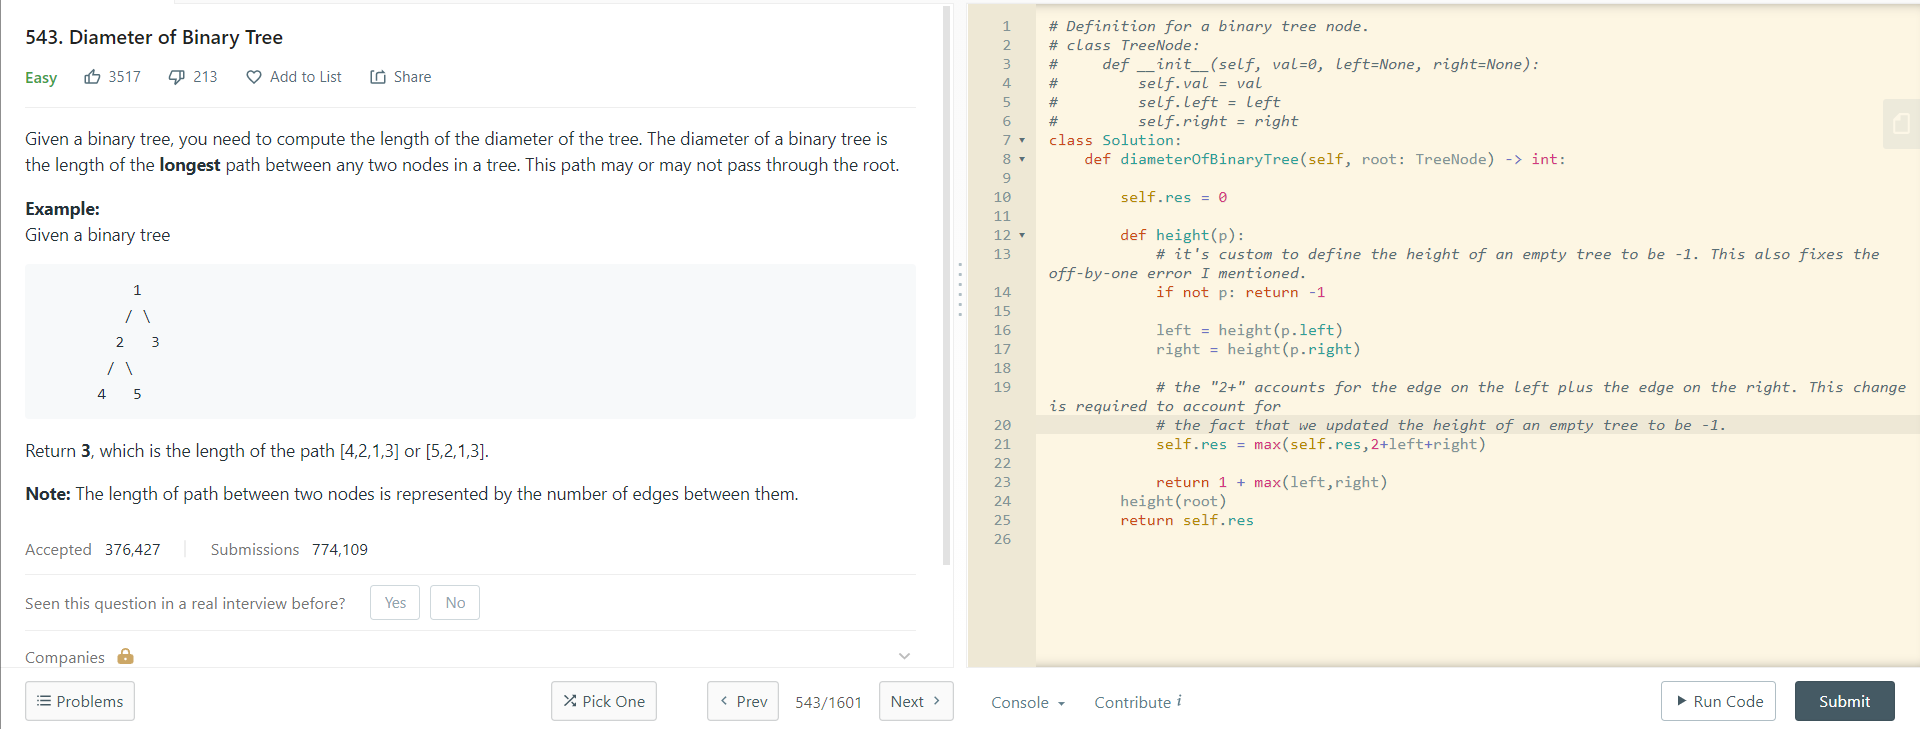 543. Diameter of Binary Tree
Easy 3517 213 Add to List Share
Given a binary tree, you need to compute the length of the diameter of the tree. The diameter of a binary tree is
the length of the longest path between any two nodes in a tree. This path may or may not pass through the root.
Example:
Given a binary tree
1
/ \
2 3
/ \
4 5
Return 3, which is the length of the path [4,2,1,3] or [5,2,1,3].
Note: The length of path between two nodes is represented by the number of edges between them.
Accepted 376,427 Submissions 774,109
Seen this question in a real interview before? Yes No
Companies
Problems Pick One < Prev 543/1601 Next >
1 # Definition for a binary tree node.
2 # class TreeNode:
3 #     def __init__(self, val=0, left=None, right=None):
4 #         self.val = val
5 #         self.left = left
6 #         self.right = right
7 class Solution:
8     def diameterOfBinaryTree(self, root: TreeNode) -> int:
9
10         self.res = 0
11
12         def height(p):
13             # it's custom to define the height of an empty tree to be -1. This also fixes the
off-by-one error I mentioned.
14             if not p: return -1
15
16             left = height(p.left)
17             right = height(p.right)
18
19             # the "2+" accounts for the edge on the left plus the edge on the right. This change
is required to account for
20             # the fact that we updated the height of an empty tree to be -1.
21             self.res = max(self.res,2+left+right)
22
23             return 1 + max(left,right)
24         height(root)
25         return self.res
26
Console Contribute i Run Code Submit